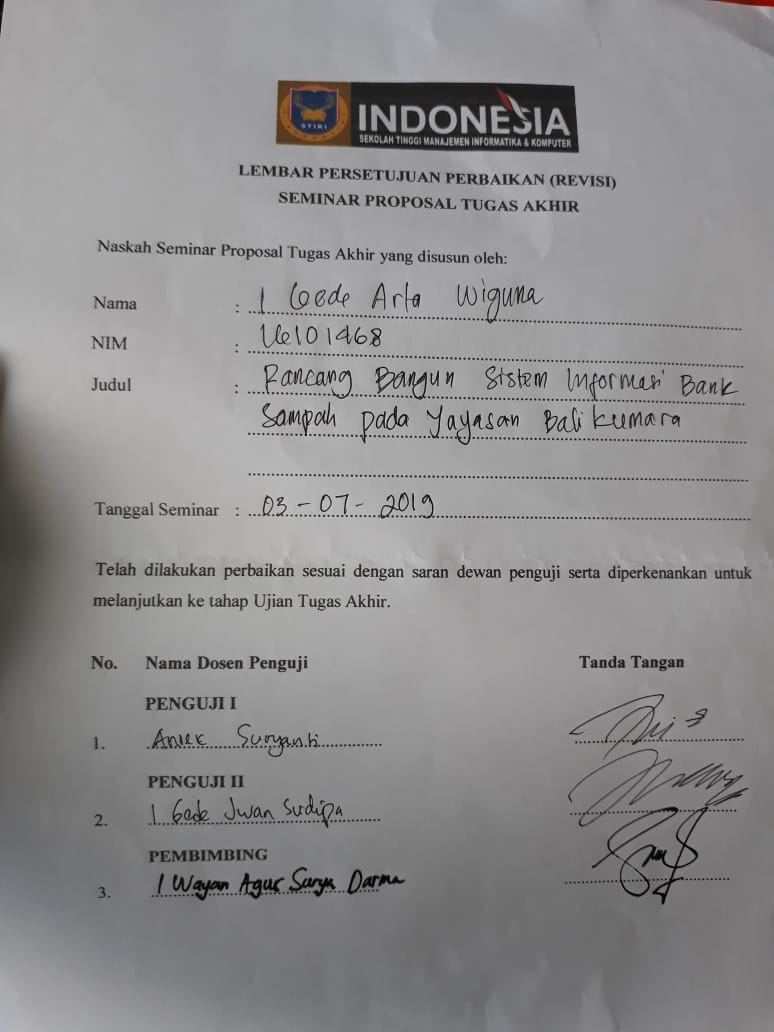 STIKI
INDONESIA
SEKOLAH TINGGI MANAJEMEN INFORMATIKA & KOMPUTER
LEMBAR PERSETUJUAN PERBAIKAN (REVISI)
SEMINAR PROPOSAL TUGAS AKHIR
Naskah Seminar Proposal Tugas Akhir yang disusun oleh:
Nama : I Gede Arta Wiguna
NIM : 16101468
Judul : Rancang Bangun Sistem Informasi Bank
Sampah pada Yayasan Bali Kumara
Tanggal Seminar : 03-07-2019
Telah dilakukan perbaikan sesuai dengan saran dewan penguji serta diperkenankan untuk
melanjutkan ke tahap Ujian Tugas Akhir.
No. Nama Dosen Penguji Tanda Tangan
PENGUJI I
1. Aniek Suryanti
PENGUJI II
2. I Gede Iwan Sudipa
PEMBIMBING
3. I Wayan Agus Surya Darma